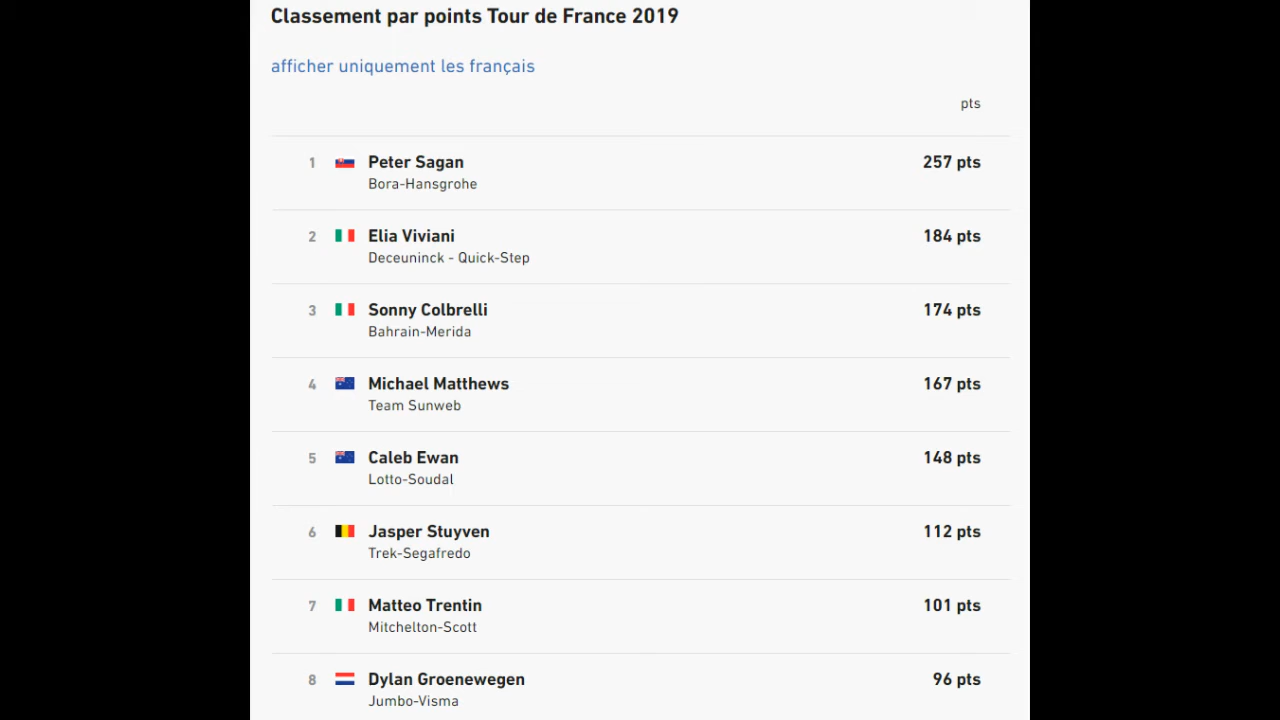 Classement par points Tour de France 2019
afficher uniquement les français
pts
1 Peter Sagan 257 pts
Bora-Hansgrohe
2 Elia Viviani 184 pts
Deceuninck - Quick-Step
3 Sonny Colbrelli 174 pts
Bahrain-Merida
4 Michael Matthews 167 pts
Team Sunweb
5 Caleb Ewan 148 pts
Lotto-Soudal
6 Jasper Stuyven 112 pts
Trek-Segafredo
7 Matteo Trentin 101 pts
Mitchelton-Scott
8 Dylan Groenewegen 96 pts
Jumbo-Visma